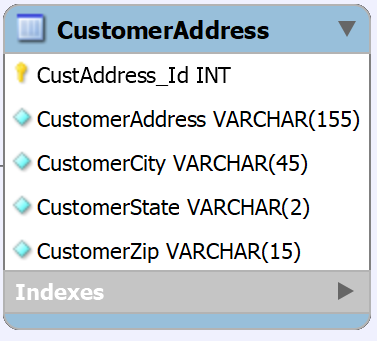 CustomerAddress
CustAddress_Id INT
CustomerAddress VARCHAR(155)
CustomerCity VARCHAR(45)
CustomerState VARCHAR(2)
CustomerZip VARCHAR(15)
Indexes